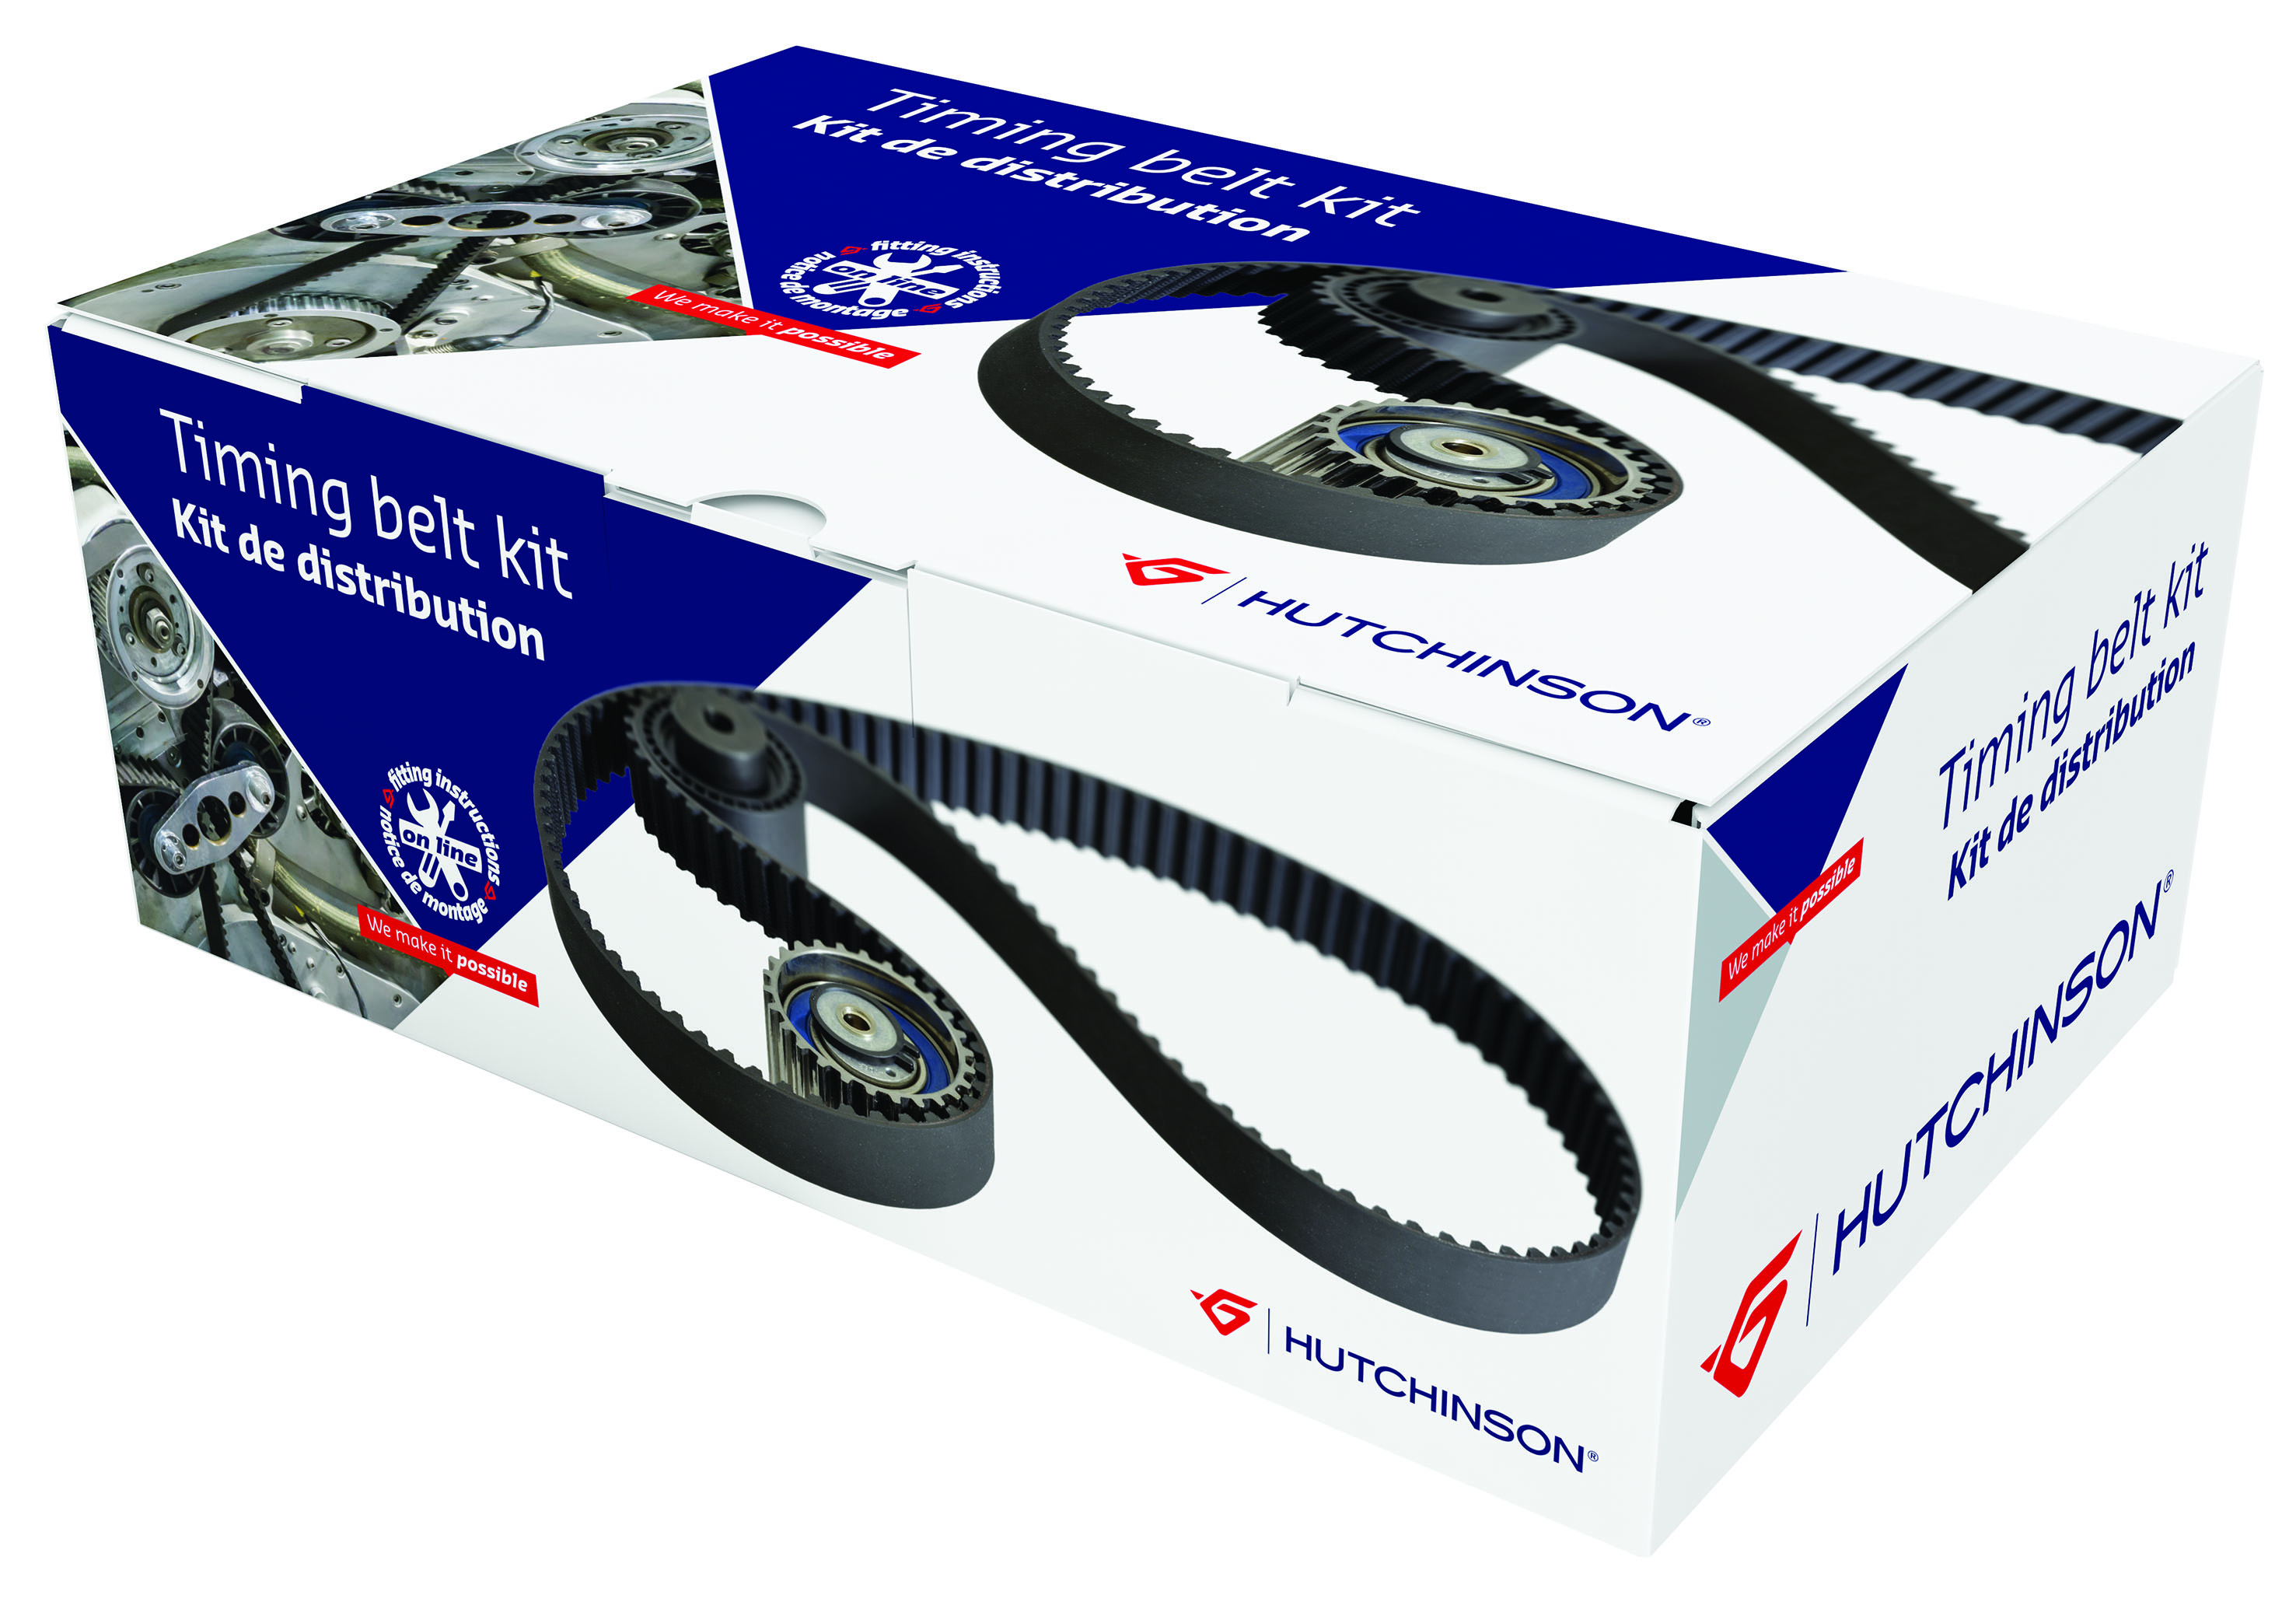 Timing belt kit
Kit de distribution
fitting instructions
on line
notice de montage
We make it possible
HUTCHINSON®
Timing belt kit
Kit de distribution
fitting instructions
on line
notice de montage
We make it possible
HUTCHINSON®
Timing belt kit
Kit de distribution
We make it possible
HUTCHINSON®